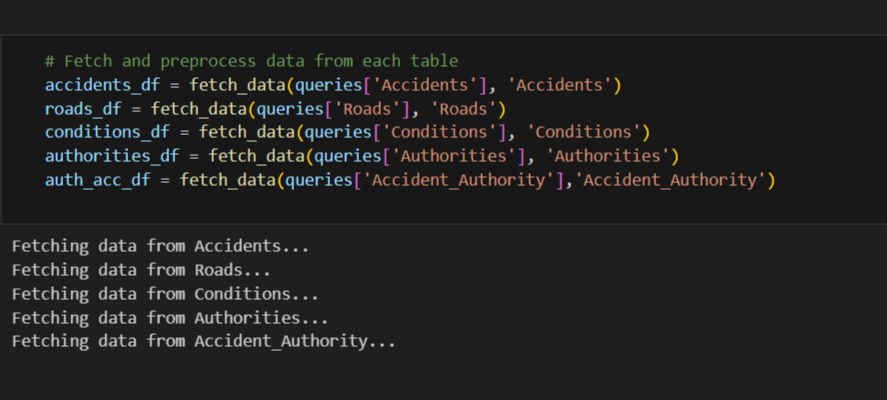 # Fetch and preprocess data from each table
accidents_df = fetch_data(queries['Accidents'], 'Accidents')
roads_df = fetch_data(queries['Roads'], 'Roads')
conditions_df = fetch_data(queries['Conditions'], 'Conditions')
authorities_df = fetch_data(queries['Authorities'], 'Authorities')
auth_acc_df = fetch_data(queries['Accident_Authority'],'Accident_Authority')
Fetching data from Accidents...
Fetching data from Roads...
Fetching data from Conditions...
Fetching data from Authorities...
Fetching data from Accident_Authority...